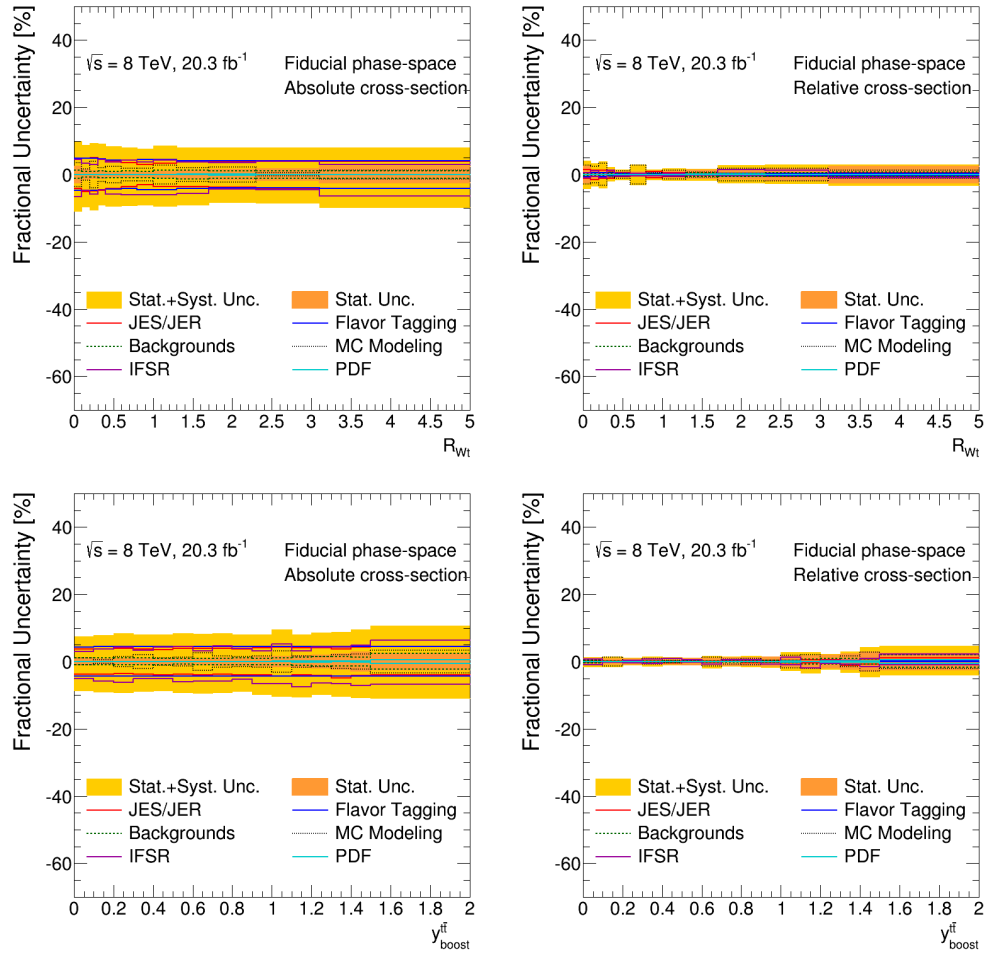 Fractional Uncertainty [%]
40
20
0
-20
-40
-60
√s = 8 TeV, 20.3 fb⁻¹
Fiducial phase-space
Absolute cross-section
Stat.+Syst. Unc.
Stat. Unc.
JES/JER
Flavor Tagging
Backgrounds
MC Modeling
IFSR
PDF
0 0.5 1 1.5 2 2.5 3 3.5 4 4.5 5
R_Wt
Fractional Uncertainty [%]
40
20
0
-20
-40
-60
√s = 8 TeV, 20.3 fb⁻¹
Fiducial phase-space
Relative cross-section
Stat.+Syst. Unc.
Stat. Unc.
JES/JER
Flavor Tagging
Backgrounds
MC Modeling
IFSR
PDF
0 0.5 1 1.5 2 2.5 3 3.5 4 4.5 5
R_Wt
Fractional Uncertainty [%]
40
20
0
-20
-40
-60
√s = 8 TeV, 20.3 fb⁻¹
Fiducial phase-space
Absolute cross-section
Stat.+Syst. Unc.
Stat. Unc.
JES/JER
Flavor Tagging
Backgrounds
MC Modeling
IFSR
PDF
0 0.2 0.4 0.6 0.8 1 1.2 1.4 1.6 1.8 2
y_boost^tt̄
Fractional Uncertainty [%]
40
20
0
-20
-40
-60
√s = 8 TeV, 20.3 fb⁻¹
Fiducial phase-space
Relative cross-section
Stat.+Syst. Unc.
Stat. Unc.
JES/JER
Flavor Tagging
Backgrounds
MC Modeling
IFSR
PDF
0 0.2 0.4 0.6 0.8 1 1.2 1.4 1.6 1.8 2
y_boost^tt̄